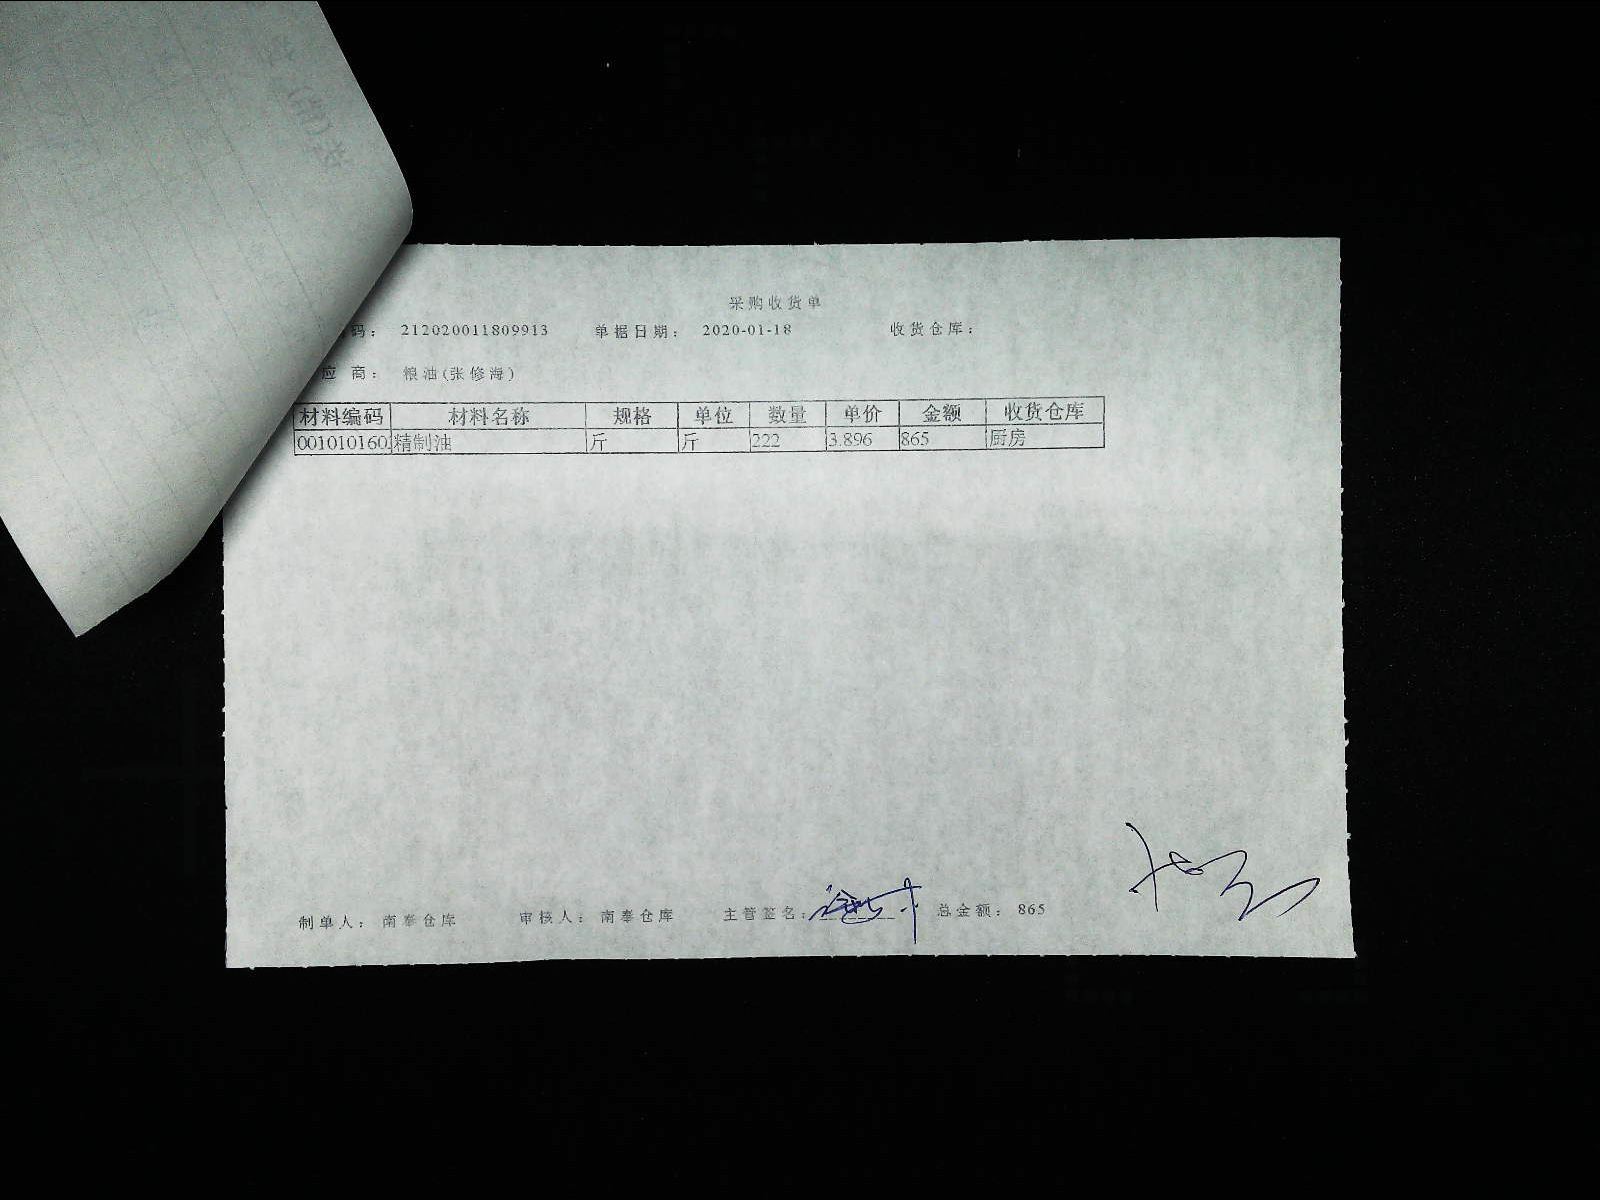 采购收货单
码： 212020011809913 单据日期： 2020-01-18 收货仓库：
应 商： 粮油(张修海)
材料编码 材料名称 规格 单位 数量 单价 金额 收货仓库
001010160 精制油 斤 斤 222 3.896 865 厨房
制单人： 南奉仓库 审核人： 南奉仓库 主管签名： 总金额： 865